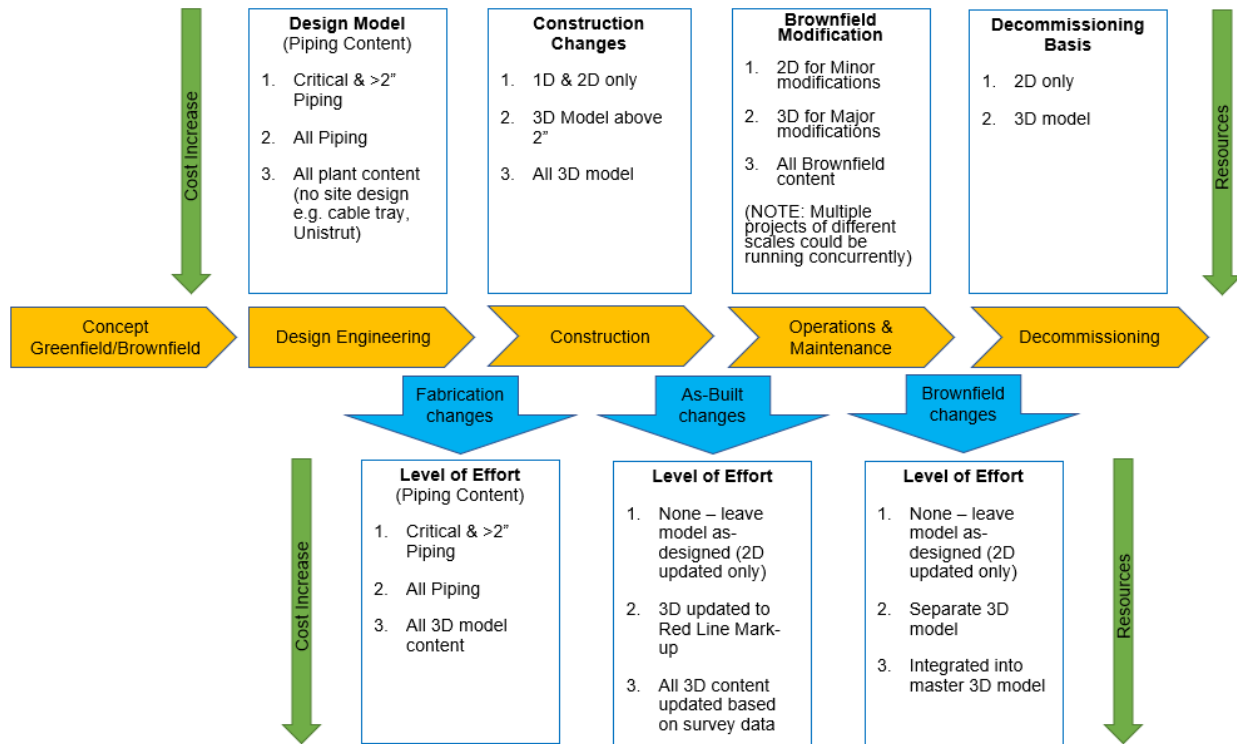 Cost Increase
Design Model
(Piping Content)
1. Critical & >2” 
Piping
2. All Piping
3. All plant content
(no site design
e.g. cable tray,
Unistrut)
Construction
Changes
1. 1D & 2D only
2. 3D Model above
2”
3. All 3D model
Brownfield
Modification
1. 2D for Minor
modifications
2. 3D for Major
modifications
3. All Brownfield
content
(NOTE: Multiple
projects of different
scales could be
running concurrently)
Decommissioning
Basis
1. 2D only
2. 3D model
Resources
Concept
Greenfield/Brownfield
Design Engineering
Construction
Operations &
Maintenance
Decommissioning
Fabrication
changes
As-Built
changes
Brownfield
changes
Cost Increase
Level of Effort
(Piping Content)
1. Critical & >2”
Piping
2. All Piping
3. All 3D model
content
Level of Effort
1. None – leave
model as-
designed (2D
updated only)
2. 3D updated to
Red Line Mark-
up
3. All 3D content
updated based
on survey data
Level of Effort
1. None – leave
model as-
designed (2D
updated only)
2. Separate 3D
model
3. Integrated into
master 3D model
Resources